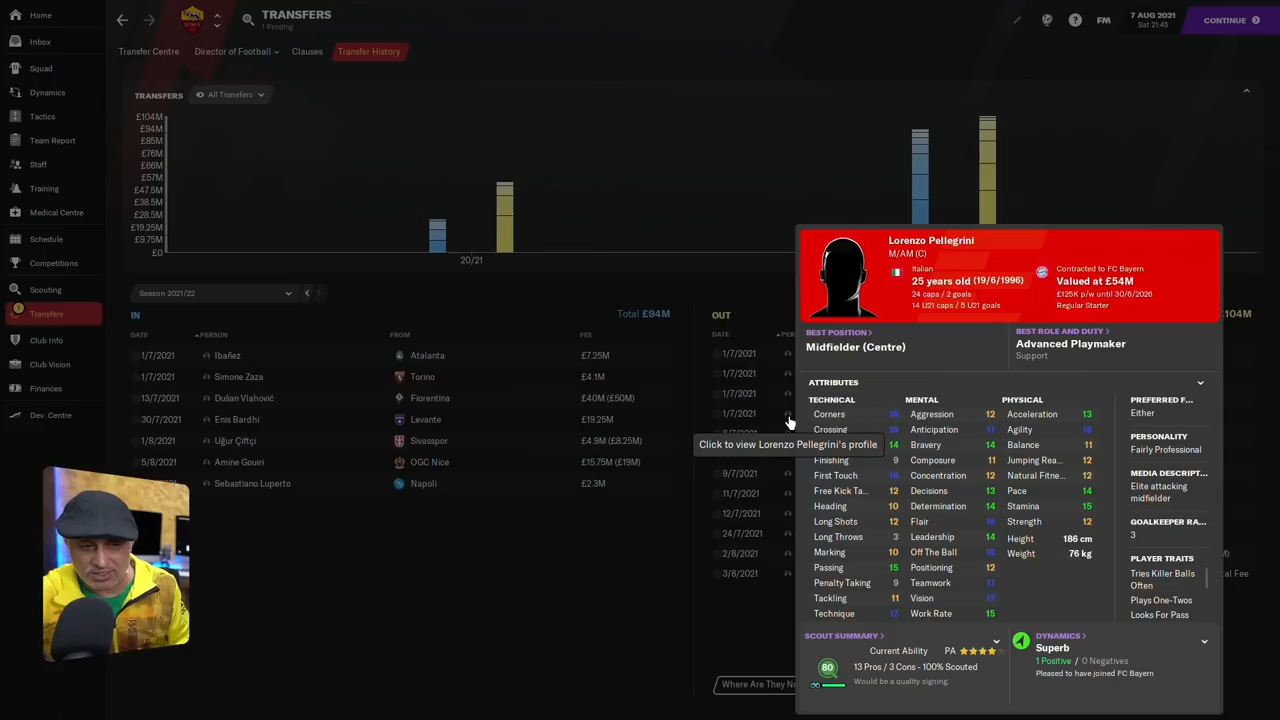 Home
Inbox
Squad
Dynamics
Tactics
Team Report
Staff
Training
Medical Centre
Schedule
Competitions
Scouting
1
Transfers
Club Info
Club Vision
Finances
Dev. Centre
ROMA
TRANSFERS
1 Pending
FM
7 AUG 2021
Sat 21:45
CONTINUE
Transfer Centre
Director of Football
Clauses
Transfer History
TRANSFERS
All Transfers
£104M
£94M
£85M
£76M
£66M
£57M
£47.5M
£38.5M
£28.5M
£19.25M
£9.75M
£0
20/21
Season 2021/22
IN
Total £94M
DATE PERSON FROM FEE
1/7/2021 Ibañez Atalanta £7.25M
1/7/2021 Simone Zaza Torino £4.1M
13/7/2021 Dušan Vlahović Fiorentina £40M (£50M)
30/7/2021 Enis Bardhi Levante £19.25M
1/8/2021 Uğur Çiftçi Sivasspor £4.9M (£8.25M)
5/8/2021 Amine Gouiri OGC Nice £15.75M (£19M)
Sebastiano Luperto Napoli £2.3M
OUT
£104M
DATE
1/7/2021
1/7/2021
1/7/2021
1/7/2021
9/7/2021
11/7/2021
12/7/2021
24/7/2021
2/8/2021
3/8/2021
al Fee
Where Are They No
Click to view Lorenzo Pellegrini's profile
Lorenzo Pellegrini
M/AM (C)
Italian
25 years old (19/6/1996)
24 caps / 2 goals
14 U21 caps / 5 U21 goals
Contracted to FC Bayern
Valued at £54M
£125K p/w until 30/6/2026
Regular Starter
BEST POSITION >
Midfielder (Centre)
BEST ROLE AND DUTY >
Advanced Playmaker
Support
ATTRIBUTES
TECHNICAL
Corners 16
Crossing
14
Finishing 9
First Touch 16
Free Kick Ta... 12
Heading 10
Long Shots 12
Long Throws 3
Marking 10
Passing 15
Penalty Taking 9
Tackling 11
Technique 17
MENTAL
Aggression 12
Anticipation 17
Bravery 14
Composure 11
Concentration 12
Decisions 13
Determination 14
Flair 16
Leadership 14
Off The Ball 16
Positioning 12
Teamwork 17
Vision 17
Work Rate 15
PHYSICAL
Acceleration 13
Agility 16
Balance 11
Jumping Rea... 12
Natural Fitne... 12
Pace 14
Stamina 15
Strength 12
Height 186 cm
Weight 76 kg
PREFERRED F...
Either
PERSONALITY
Fairly Professional
MEDIA DESCRIPT...
Elite attacking
midfielder
GOALKEEPER RA...
3
PLAYER TRAITS
Tries Killer Balls
Often
Plays One-Twos
Looks For Pass
SCOUT SUMMARY >
Current Ability PA
80
13 Pros / 3 Cons - 100% Scouted
Would be a quality signing.
DYNAMICS >
Superb
1 Positive / 0 Negatives
Pleased to have joined FC Bayern